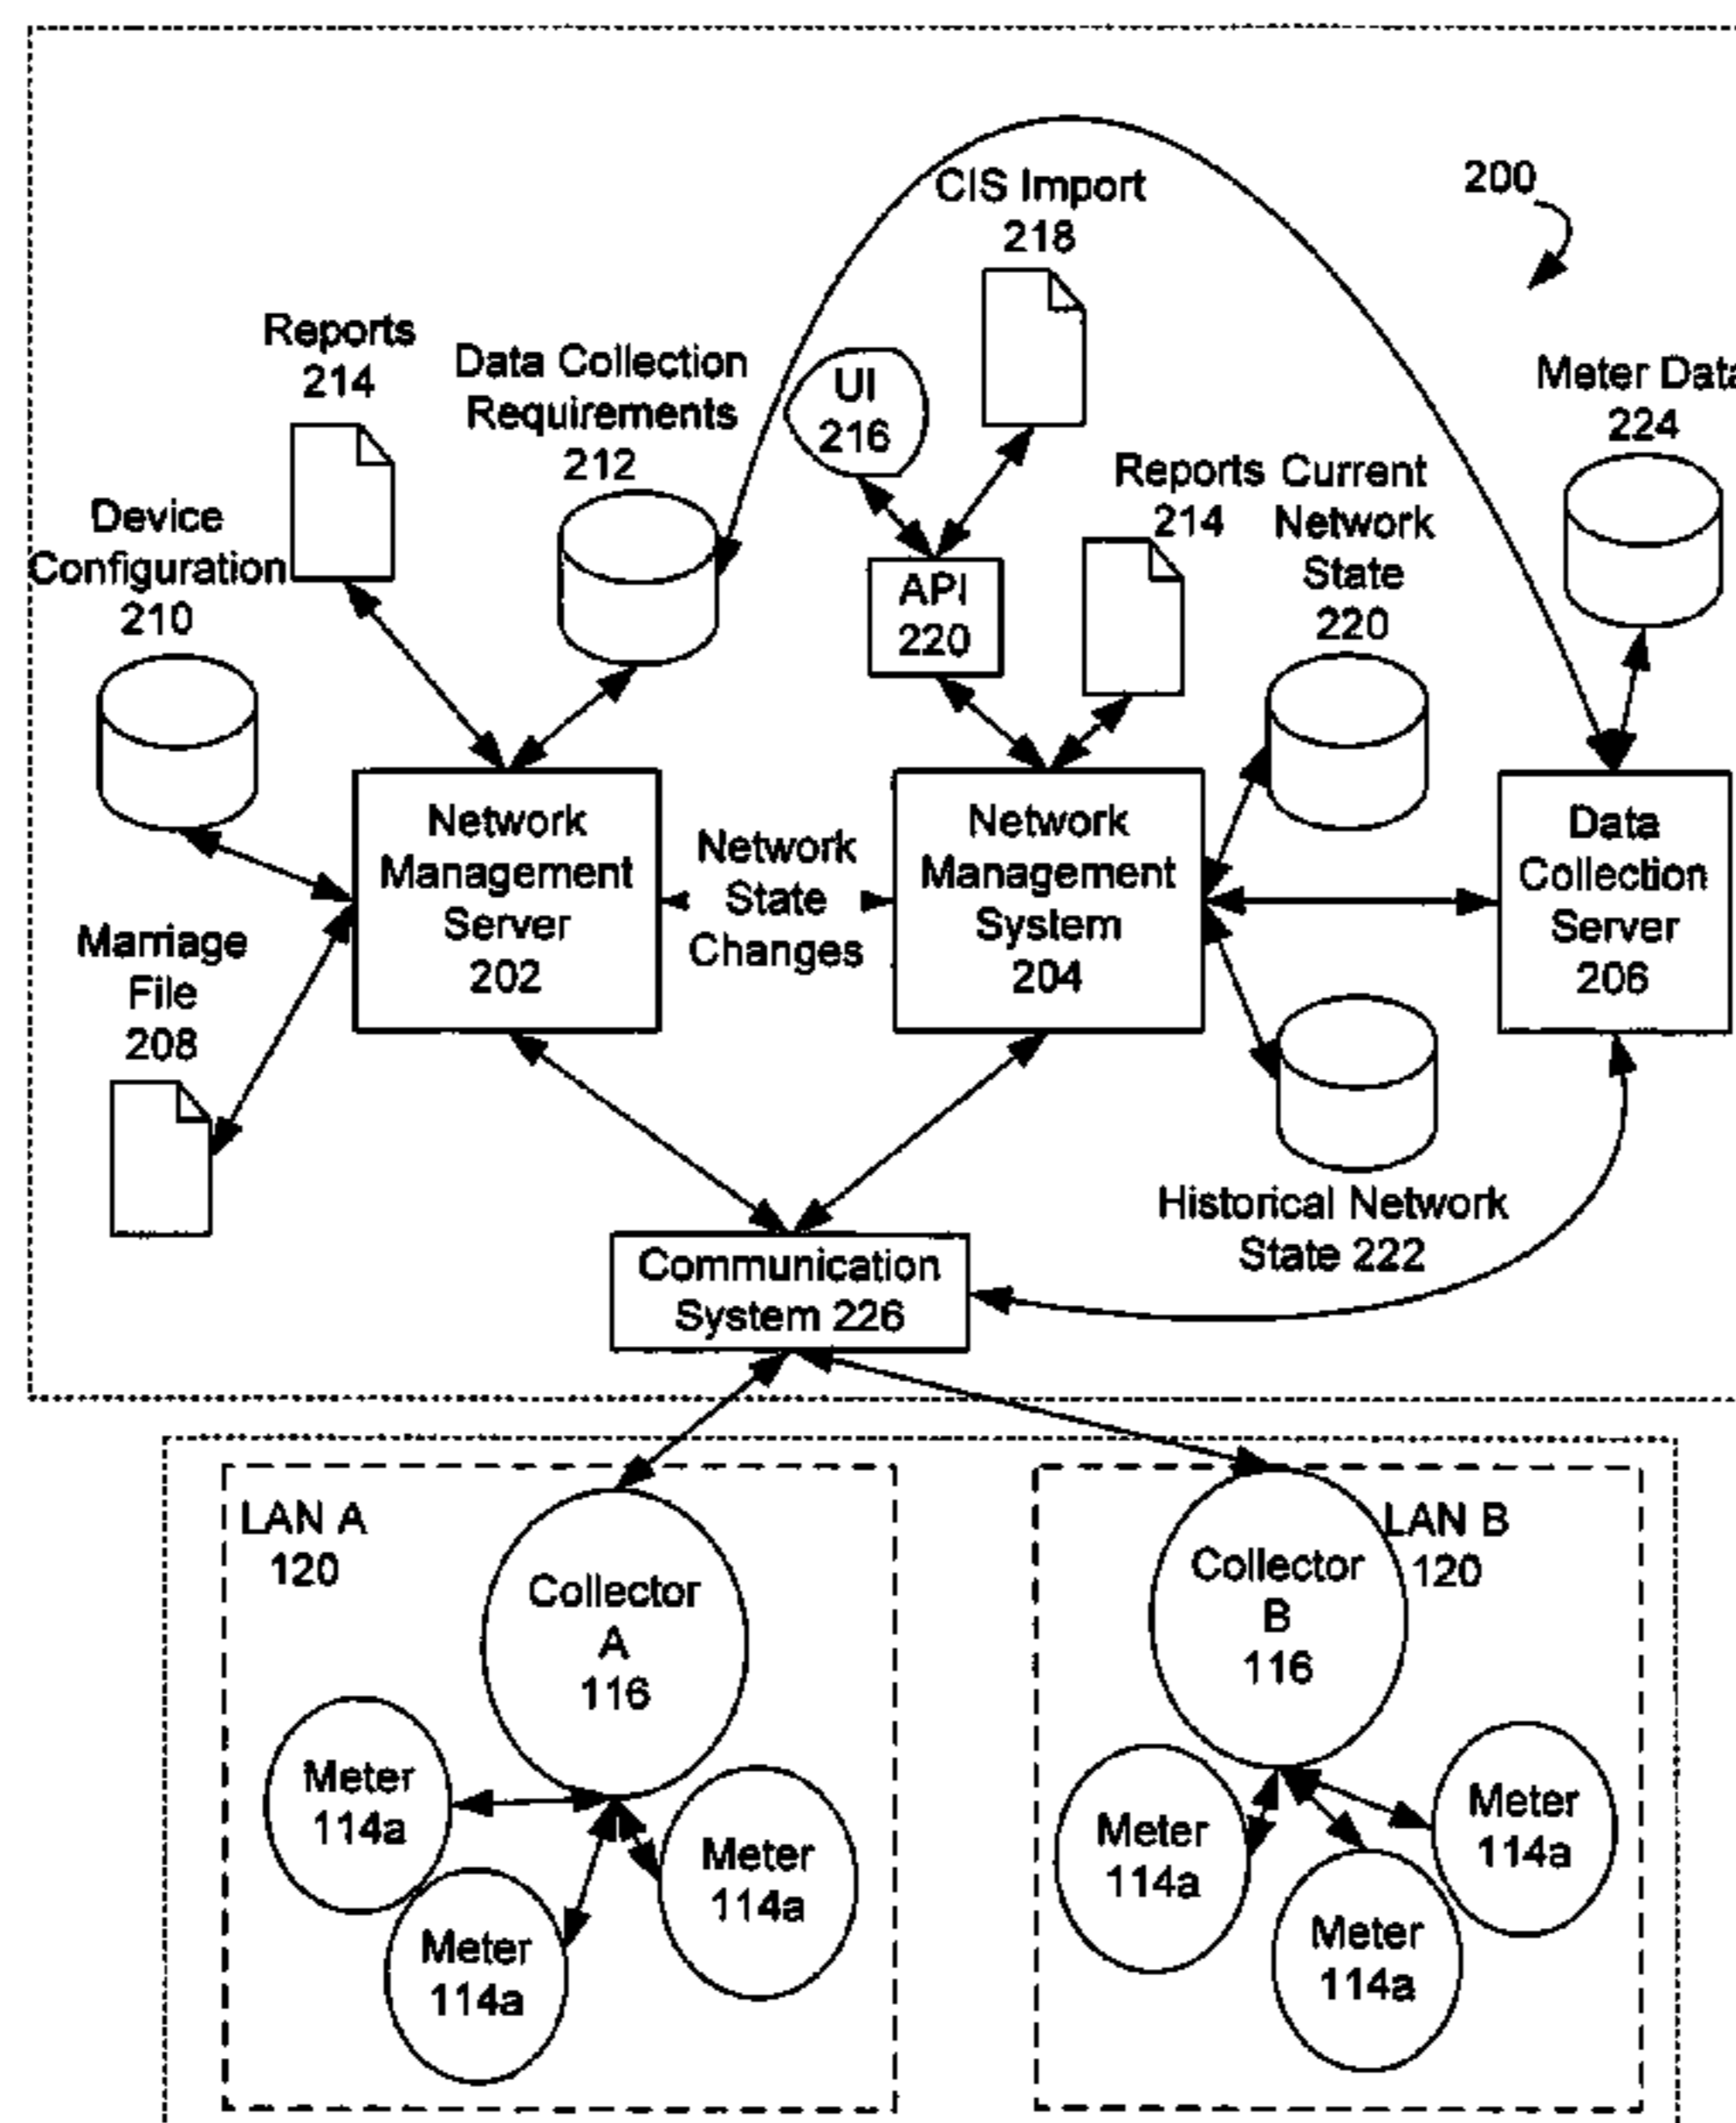 200
CIS Import
218
Reports
214
Data Collection
Requirements
212
UI
216
Meter Data
224
Device
Configuration
210
API
220
Reports
214
Current
Network
State
220
Network
Management
Server
202
Network
State
Changes
Network
Management
System
204
Data
Collection
Server
206
Marriage
File
208
Historical Network
State 222
Communication
System 226
LAN A
120
Collector
A
116
Meter
114a
Meter
114a
Meter
114a
LAN B
120
Collector
B
116
Meter
114a
Meter
114a
Meter
114a